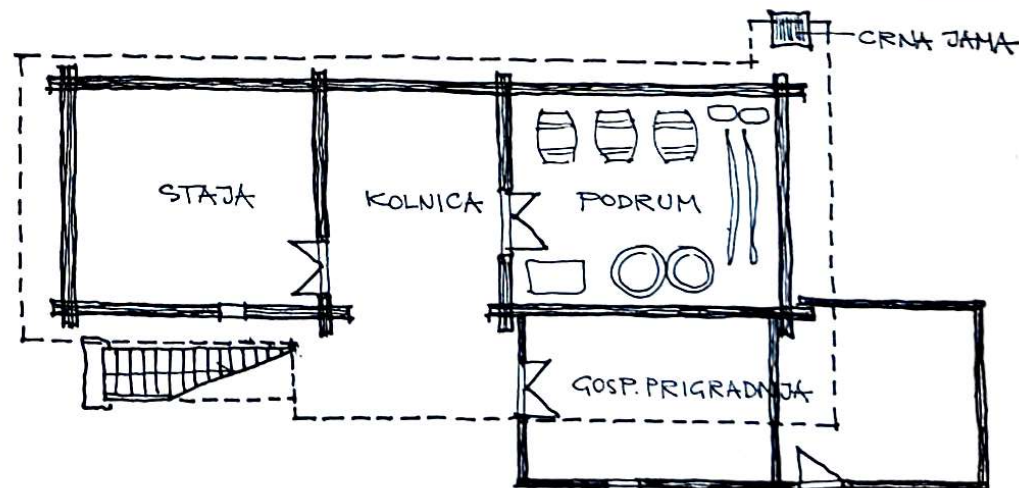 CRNA JAMA
STAJA
KOLNICA
PODRUM
GOSP. PRIGRADNJA